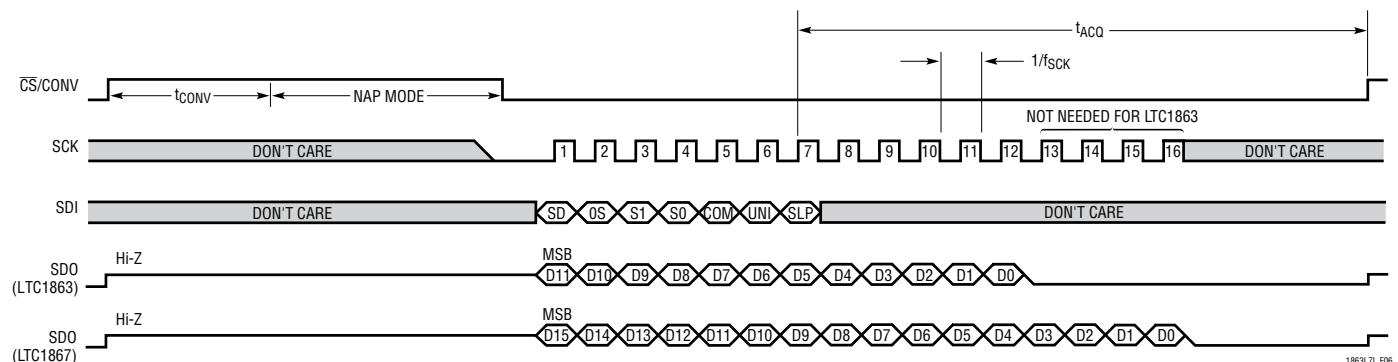 tACQ
1/fSCK
CS/CONV
tCONV
NAP MODE
NOT NEEDED FOR LTC1863
SCK
DON'T CARE
1 2 3 4 5 6 7 8 9 10 11 12 13 14 15 16
DON'T CARE
SDI
DON'T CARE
SD 0S S1 S0 COM UNI SLP
DON'T CARE
SDO
(LTC1863)
Hi-Z
MSB
D11 D10 D9 D8 D7 D6 D5 D4 D3 D2 D1 D0
SDO
(LTC1867)
Hi-Z
MSB
D15 D14 D13 D12 D11 D10 D9 D8 D7 D6 D5 D4 D3 D2 D1 D0
1863L7L F06